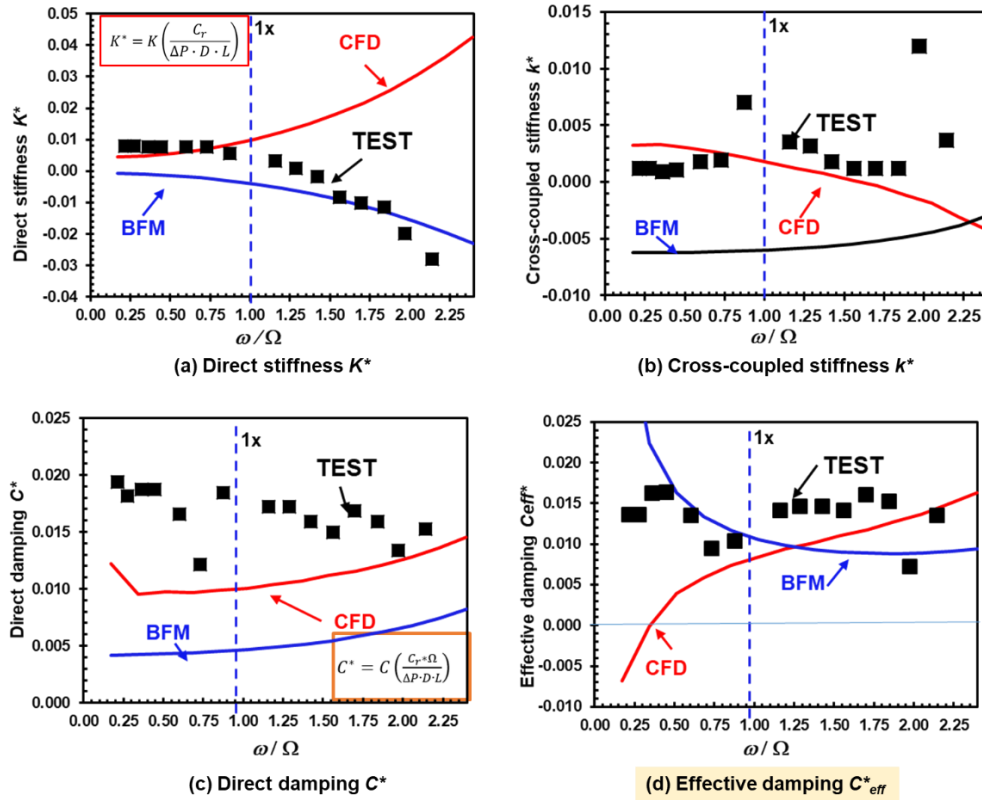 K* = K (C_r / ΔP · D · L)
1x
CFD
TEST
BFM
Direct stiffness K*
0.05
0.04
0.03
0.02
0.01
0.00
-0.01
-0.02
-0.03
-0.04
0.00 0.25 0.50 0.75 1.00 1.25 1.50 1.75 2.00 2.25
ω/Ω
(a) Direct stiffness K*
1x
TEST
CFD
BFM
Cross-coupled stiffness k*
0.015
0.010
0.005
0.000
-0.005
-0.010
0.00 0.25 0.50 0.75 1.00 1.25 1.50 1.75 2.00 2.25
ω/Ω
(b) Cross-coupled stiffness k*
1x
TEST
CFD
BFM
C* = C (C_r*Ω / ΔP·D·L)
Direct damping C*
0.025
0.020
0.015
0.010
0.005
0.000
0.00 0.25 0.50 0.75 1.00 1.25 1.50 1.75 2.00 2.25
ω/Ω
(c) Direct damping C*
1x
TEST
BFM
CFD
Effective damping Ceff*
0.025
0.020
0.015
0.010
0.005
0.000
-0.005
-0.010
0.00 0.25 0.50 0.75 1.00 1.25 1.50 1.75 2.00 2.25
ω/Ω
(d) Effective damping C*eff